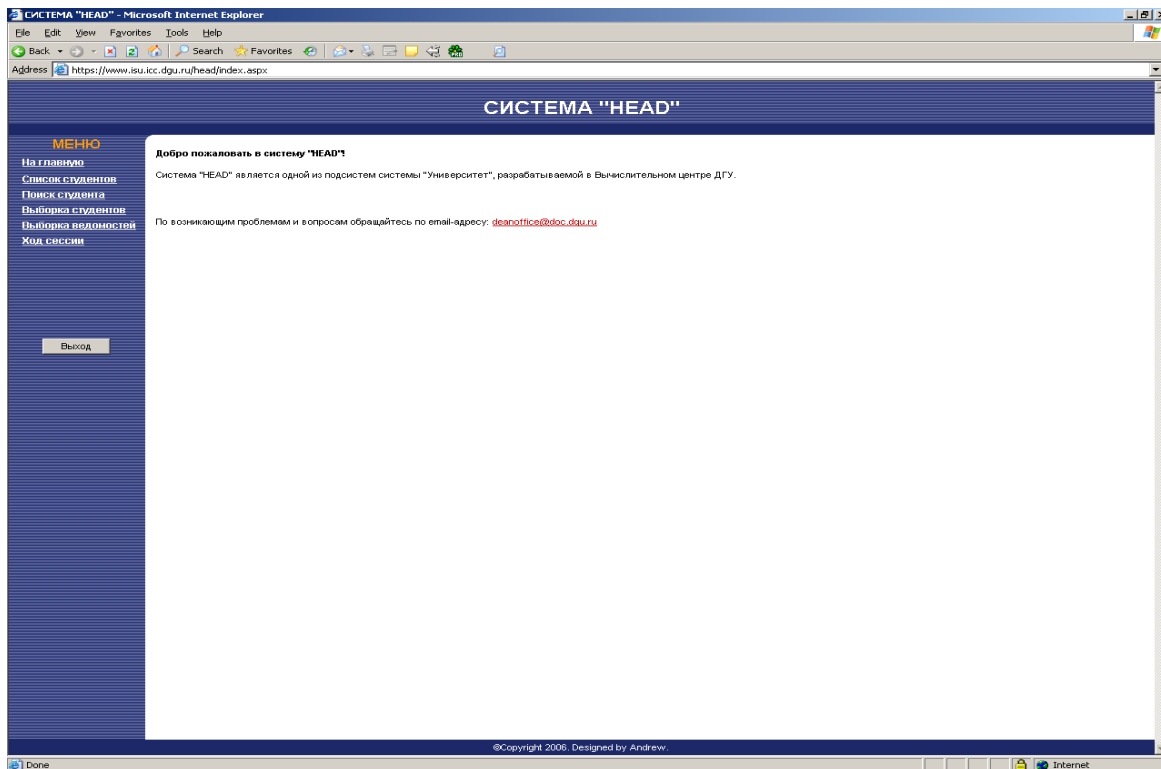 СИСТЕМА "HEAD" - Microsoft Internet Explorer
File Edit View Favorites Tools Help
Back Search Favorites
Address https://www.isu.icc.dgu.ru/head/index.aspx
СИСТЕМА "HEAD"
МЕНЮ
На главную
Список студентов
Поиск студента
Выборка студентов
Выборка ведомостей
Ход сессии
Выход
Добро пожаловать в систему "HEAD"!
Система "HEAD" является одной из подсистем системы "Университет", разрабатываемой в Вычислительном центре ДГУ.
По возникающим проблемам и вопросам обращайтесь по email-адресу: deanoffice@doc.dgu.ru
©Copyright 2006. Designed by Andrew.
Done Internet